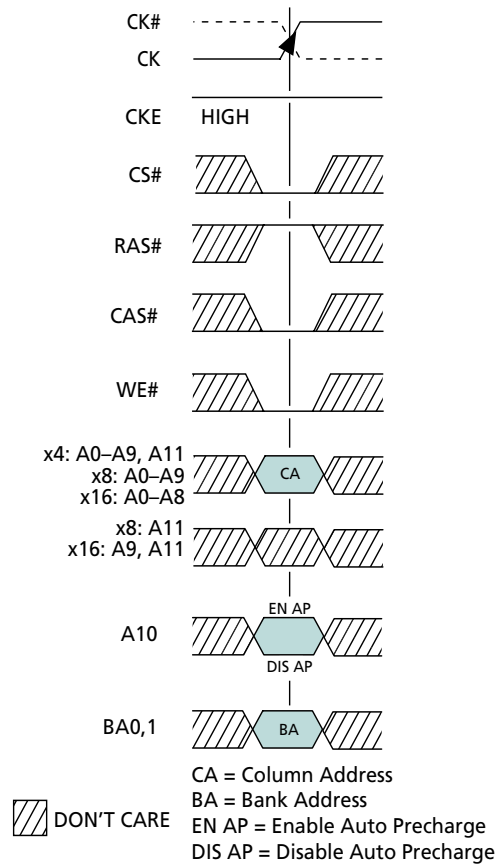 CK#
CK
CKE HIGH
CS#
RAS#
CAS#
WE#
x4: A0–A9, A11
x8: A0–A9
x16: A0–A8
CA
x8: A11
x16: A9, A11
EN AP
A10
DIS AP
BA0,1
BA
CA = Column Address
BA = Bank Address
EN AP = Enable Auto Precharge
DIS AP = Disable Auto Precharge
DON'T CARE